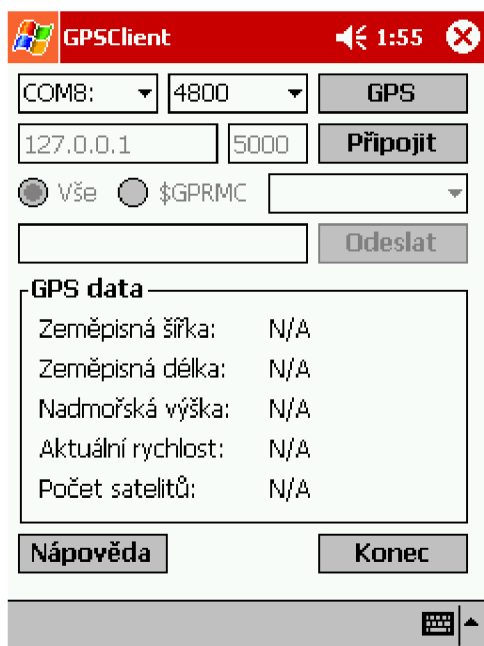 GPSClient 1:55
COM8: 4800 GPS
127.0.0.1 5000 Připojit
Vše $GPRMC
Odeslat
GPS data
Zeměpisná šířka: N/A
Zeměpisná délka: N/A
Nadmořská výška: N/A
Aktuální rychlost: N/A
Počet satelitů: N/A
Nápověda Konec